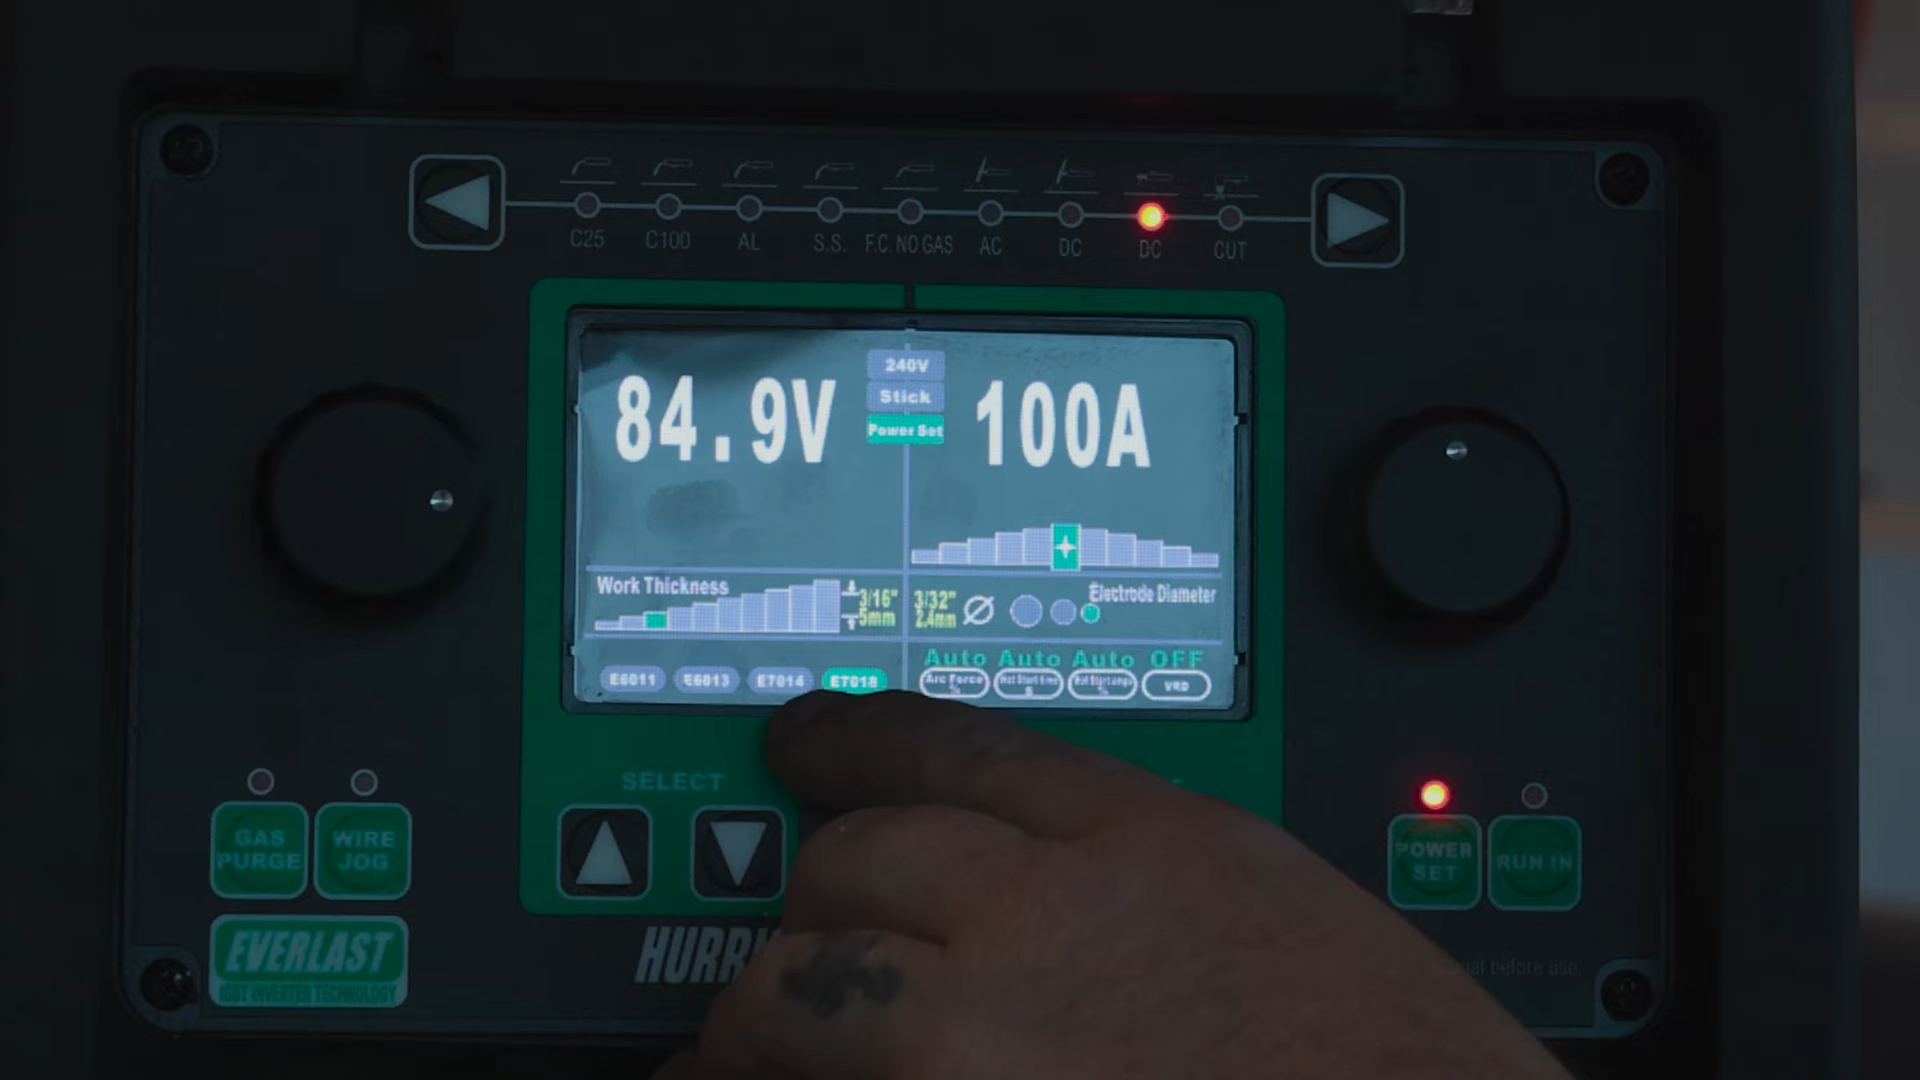 C25 C100 AL S.S. F.C. NO GAS AC DC DC CUT
240V
Stick
Power Set
84.9V
100A
Work Thickness
3/16"
5mm
3/32"
2.4mm
Electrode Diameter
E6011 E6013 E7014 E7018
Auto Auto Auto OFF
Arc Force
%
Hot Start time
S
Hot Start amps
%
VRD
SELECT
GAS
PURGE
WIRE
JOG
POWER
SET
RUN IN
EVERLAST
IGBT INVERTER TECHNOLOGY
before use.